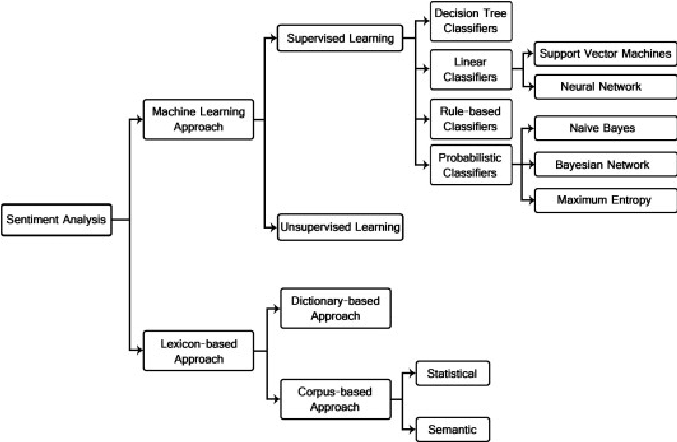 Decision Tree
Classifiers
Supervised Learning
Linear
Classifiers
Support Vector Machines
Neural Network
Machine Learning
Approach
Rule-based
Classifiers
Probabilistic
Classifiers
Naive Bayes
Bayesian Network
Maximum Entropy
Sentiment Analysis
Unsupervised Learning
Dictionary-based
Approach
Lexicon-based
Approach
Corpus-based
Approach
Statistical
Semantic